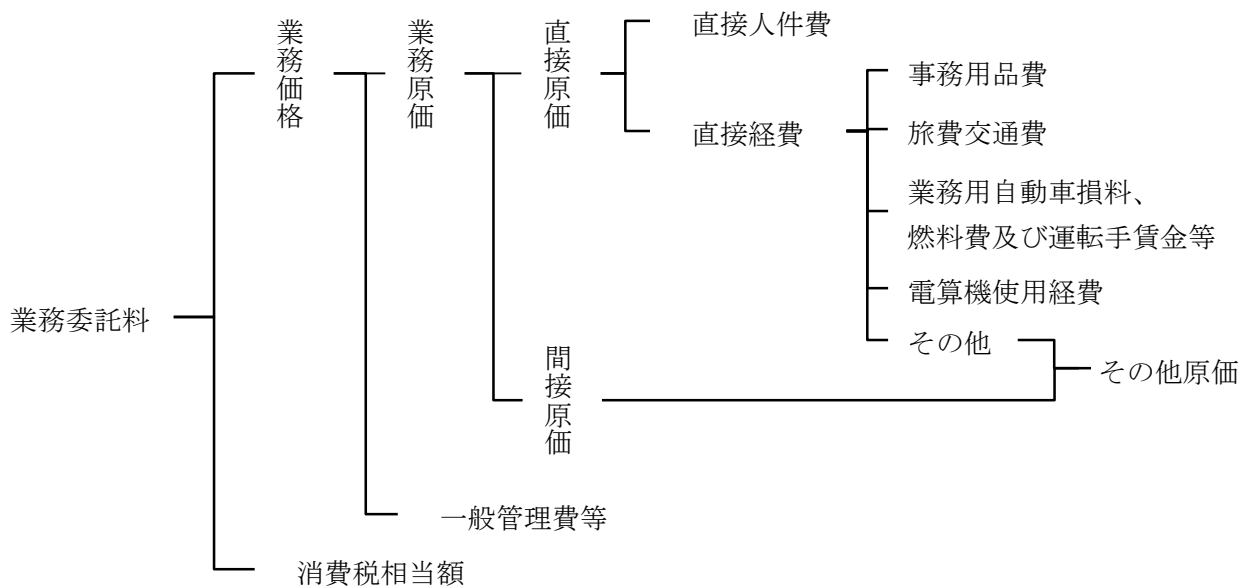 業務委託料
業務価格
業務原価
直接原価
直接人件費
直接経費
事務用品費
旅費交通費
業務用自動車損料、
燃料費及び運転手賃金等
電算機使用経費
その他
その他原価
間接原価
一般管理費等
消費税相当額